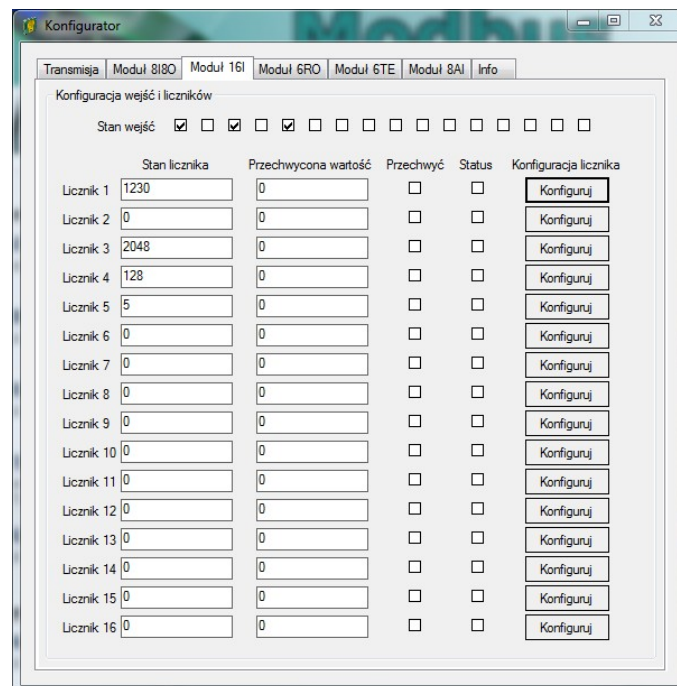 Konfigurator
Modbus
Transmisja Moduł 8I8O Moduł 16I Moduł 6RO Moduł 6TE Moduł 8AI Info
Konfiguracja wejść i liczników
Stan wejść
Stan licznika Przechwycona wartość Przechwyć Status Konfiguracja licznika
Licznik 1 1230 0 Konfiguruj
Licznik 2 0 0 Konfiguruj
Licznik 3 2048 0 Konfiguruj
Licznik 4 128 0 Konfiguruj
Licznik 5 5 0 Konfiguruj
Licznik 6 0 0 Konfiguruj
Licznik 7 0 0 Konfiguruj
Licznik 8 0 0 Konfiguruj
Licznik 9 0 0 Konfiguruj
Licznik 10 0 0 Konfiguruj
Licznik 11 0 0 Konfiguruj
Licznik 12 0 0 Konfiguruj
Licznik 13 0 0 Konfiguruj
Licznik 14 0 0 Konfiguruj
Licznik 15 0 0 Konfiguruj
Licznik 16 0 0 Konfiguruj